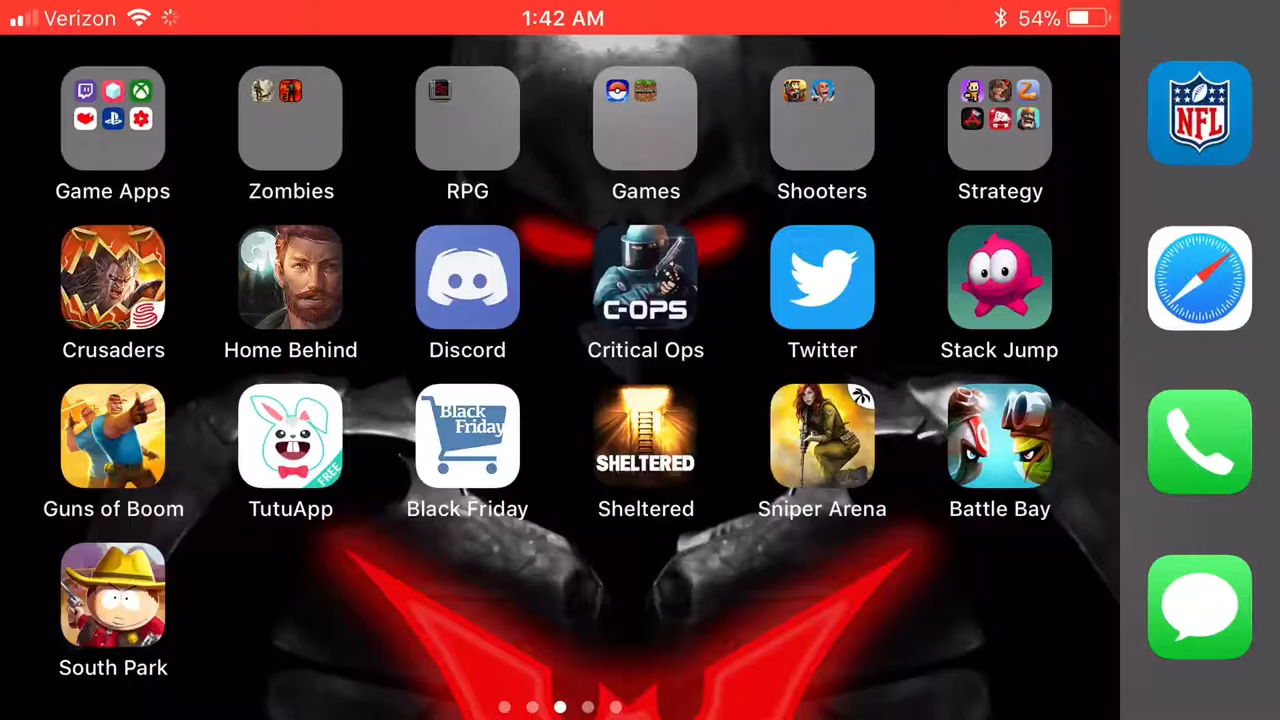 Verizon 1:42 AM 54%
Game Apps Zombies RPG Games Shooters Strategy
NFL
C-OPS
Crusaders Home Behind Discord Critical Ops Twitter Stack Jump
Black
Friday
FREE
SHELTERED
Guns of Boom TutuApp Black Friday Sheltered Sniper Arena Battle Bay
South Park